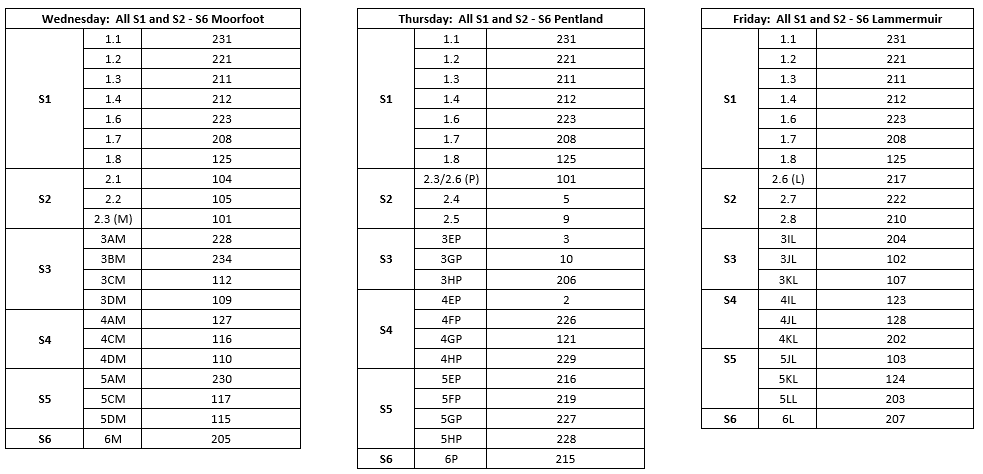 Wednesday: All S1 and S2 - S6 Moorfoot
S1
1.1 231
1.2 221
1.3 211
1.4 212
1.6 223
1.7 208
1.8 125
S2
2.1 104
2.2 105
2.3 (M) 101
S3
3AM 228
3BM 234
3CM 112
3DM 109
S4
4AM 127
4CM 116
4DM 110
S5
5AM 230
5CM 117
5DM 115
S6 6M 205
Thursday: All S1 and S2 - S6 Pentland
S1
1.1 231
1.2 221
1.3 211
1.4 212
1.6 223
1.7 208
1.8 125
S2
2.3/2.6 (P) 101
2.4 5
2.5 9
S3
3EP 3
3GP 10
3HP 206
S4
4EP 2
4FP 226
4GP 121
4HP 229
S5
5EP 216
5FP 219
5GP 227
5HP 228
S6 6P 215
Friday: All S1 and S2 - S6 Lammermuir
S1
1.1 231
1.2 221
1.3 211
1.4 212
1.6 223
1.7 208
1.8 125
S2
2.6 (L) 217
2.7 222
2.8 210
S3
3IL 204
3JL 102
3KL 107
S4
4IL 123
4JL 128
4KL 202
S5
5JL 103
5KL 124
5LL 203
S6 6L 207